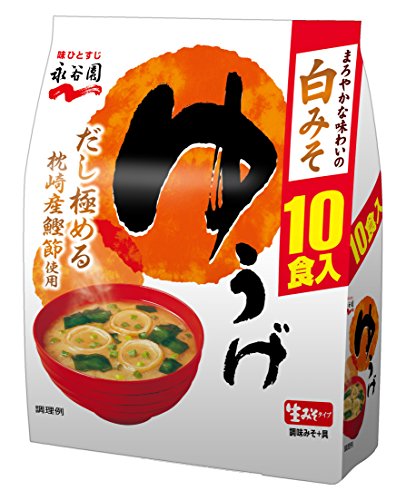 味ひとすじ
永谷園
まろやかな味わいの
白みそ
ゆうげ
だし極める
枕崎産鰹節使用
10食入
調理例
生みそタイプ
調味みそ+具
10食入
ゆうげ